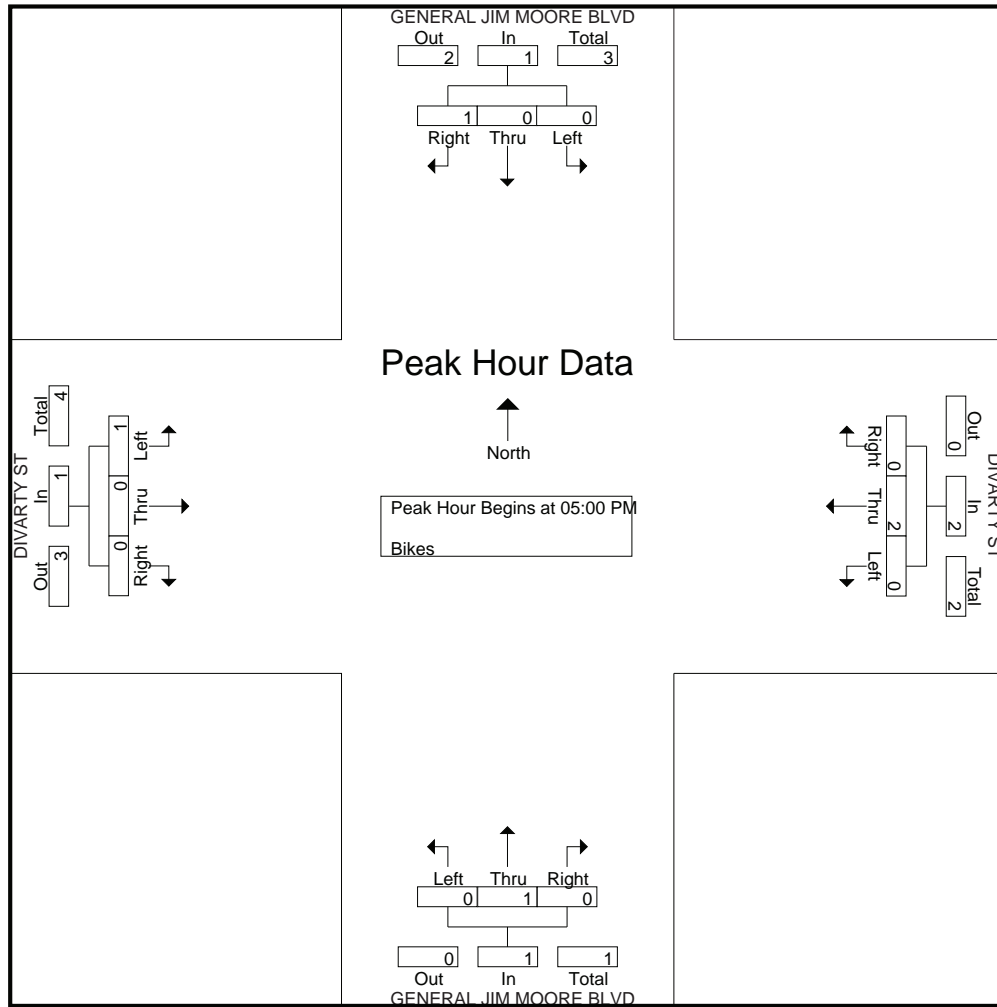 GENERAL JIM MOORE BLVD
Out In Total
2 1 3
1 0 0
Right Thru Left
Peak Hour Data
North
Peak Hour Begins at 05:00 PM
Bikes
DIVARTY ST
Total In Out
4 1 3
1 0 0
Left Thru Right
Right Thru Left
0 2 0
Out In Total
0 2 2
DIVARTY ST
Left Thru Right
0 1 0
0 1 1
Out In Total
GENERAL JIM MOORE BLVD